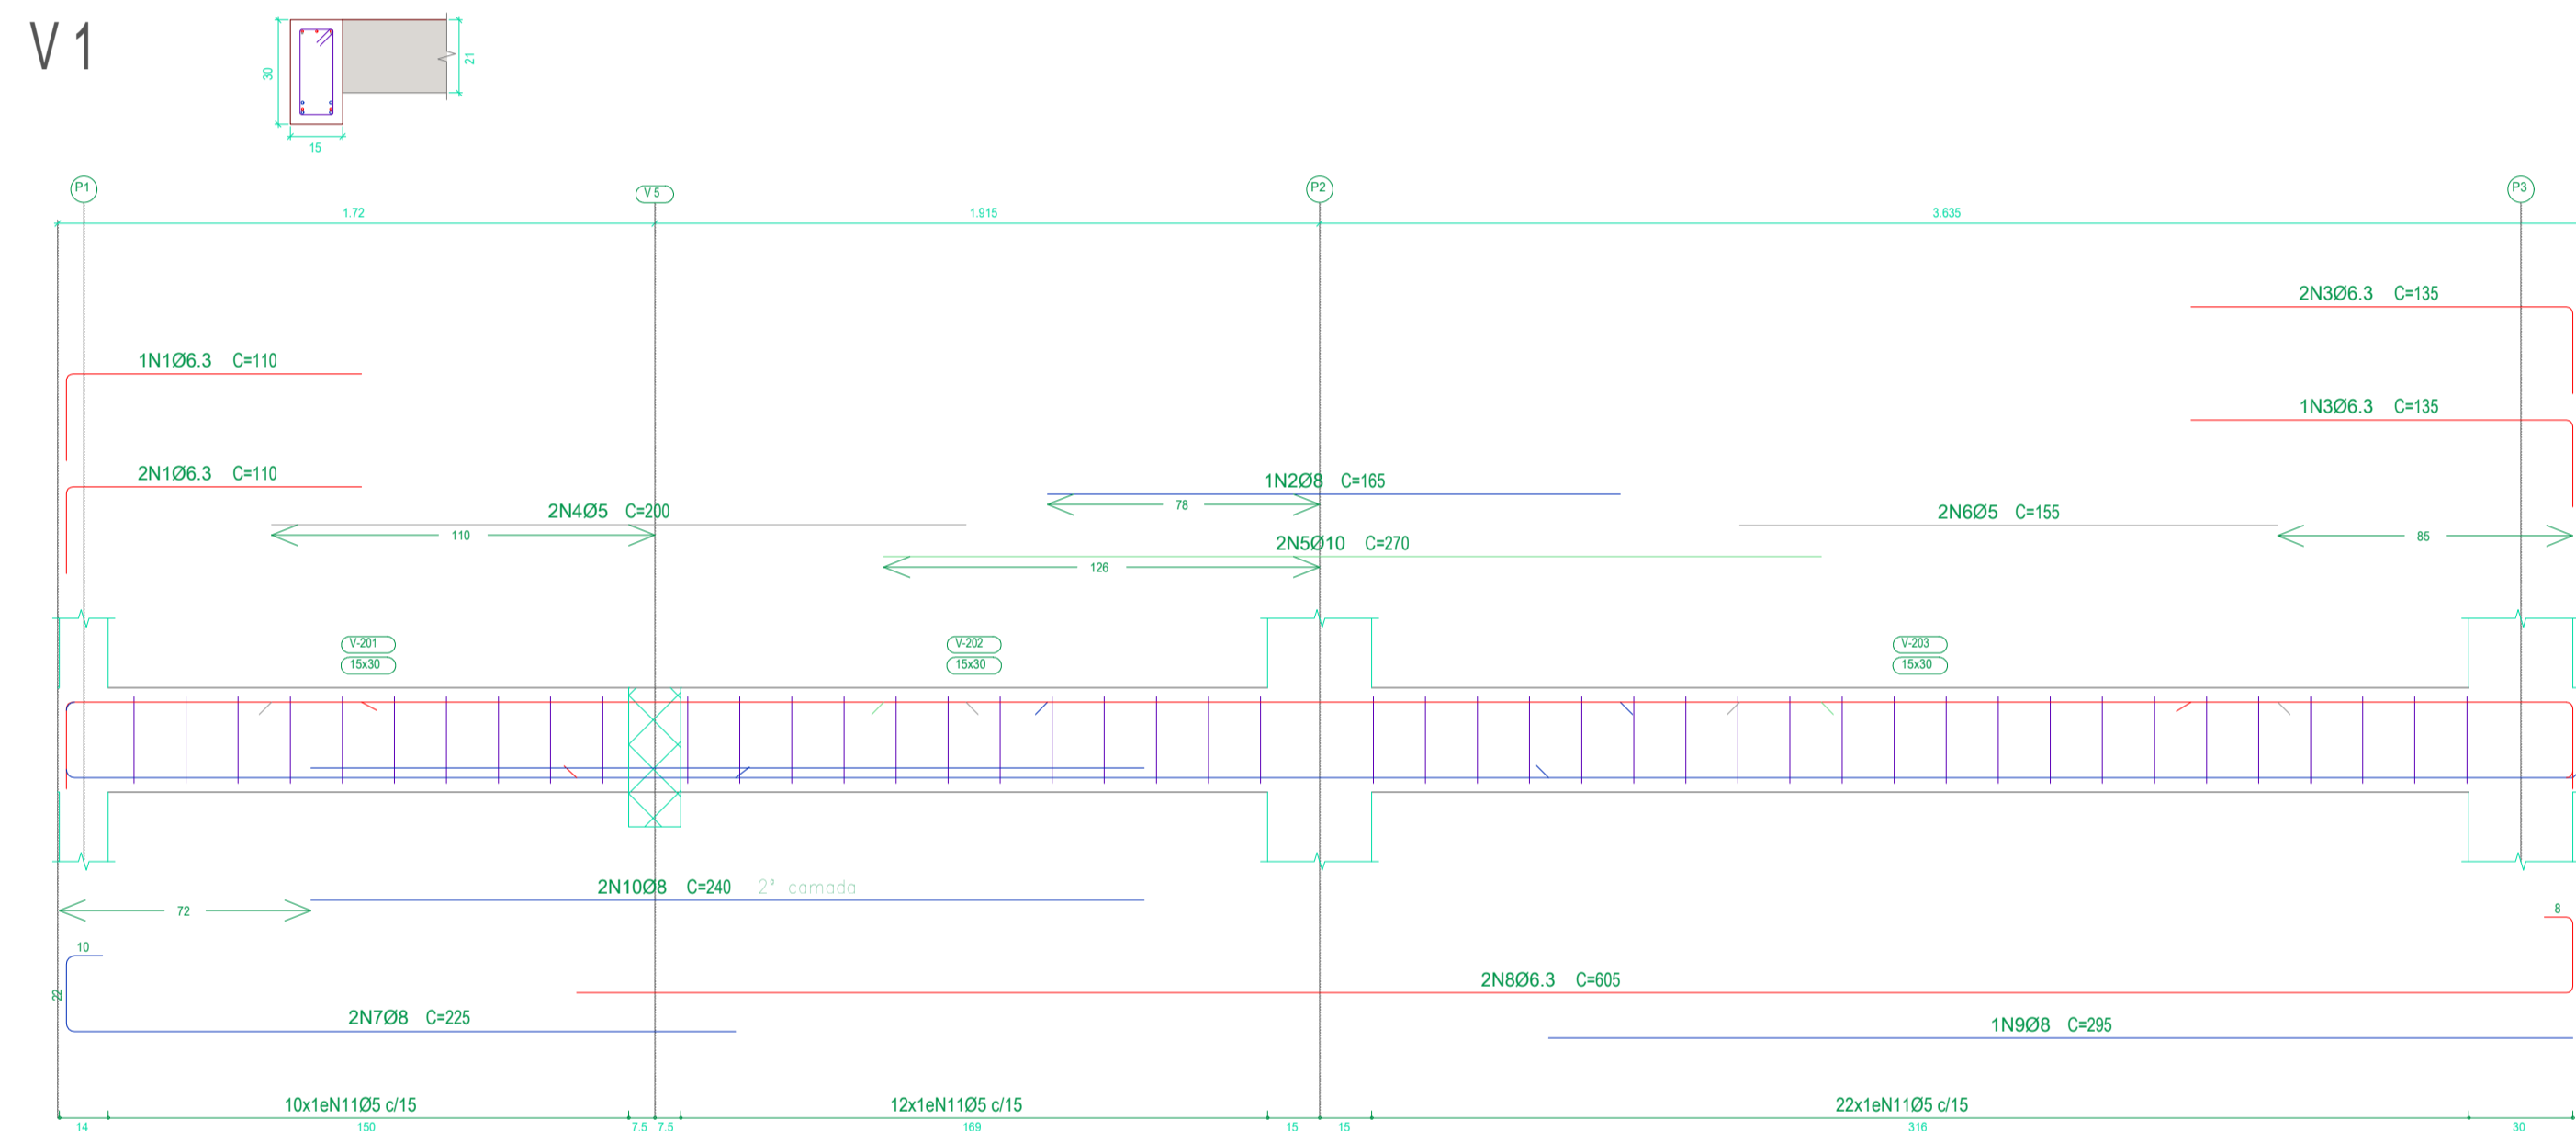 V 1
30
21
15
P1
V 5
P2
P3
1.72
1.915
3.635
2N3Ø6.3 C=135
1N1Ø6.3 C=110
1N3Ø6.3 C=135
2N1Ø6.3 C=110
1N2Ø8 C=165
78
2N4Ø5 C=200
2N6Ø5 C=155
110
2N5Ø10 C=270
85
126
V-201
V-202
V-203
15x30
15x30
15x30
2N10Ø8 C=240 2° camada
72
8
10
22
2N8Ø6.3 C=605
2N7Ø8 C=225
1N9Ø8 C=295
10x1eN11Ø5 c/15
12x1eN11Ø5 c/15
22x1eN11Ø5 c/15
14
150
7.5
7.5
169
15
15
316
30